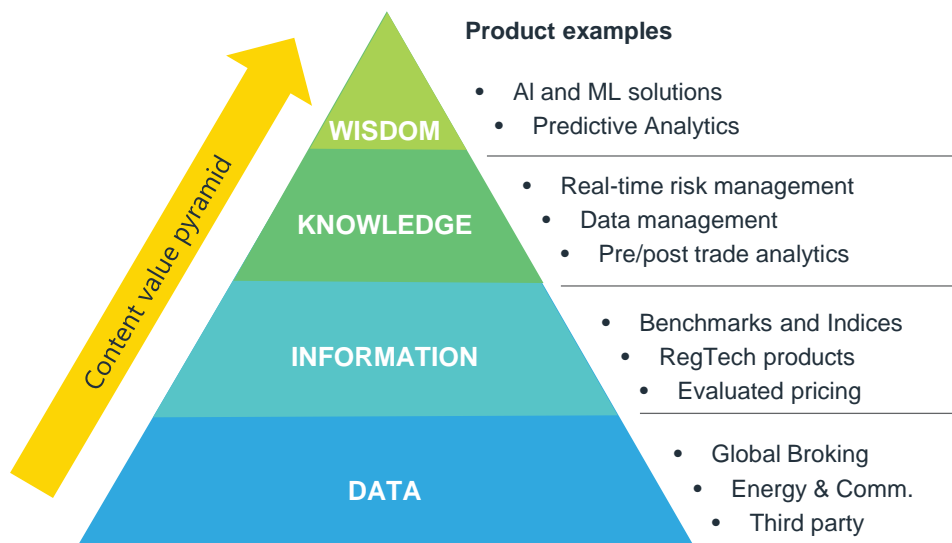 Product examples
• AI and ML solutions
• Predictive Analytics
WISDOM
• Real-time risk management
• Data management
• Pre/post trade analytics
KNOWLEDGE
Content value pyramid
• Benchmarks and Indices
• RegTech products
• Evaluated pricing
INFORMATION
• Global Broking
• Energy & Comm.
• Third party
DATA